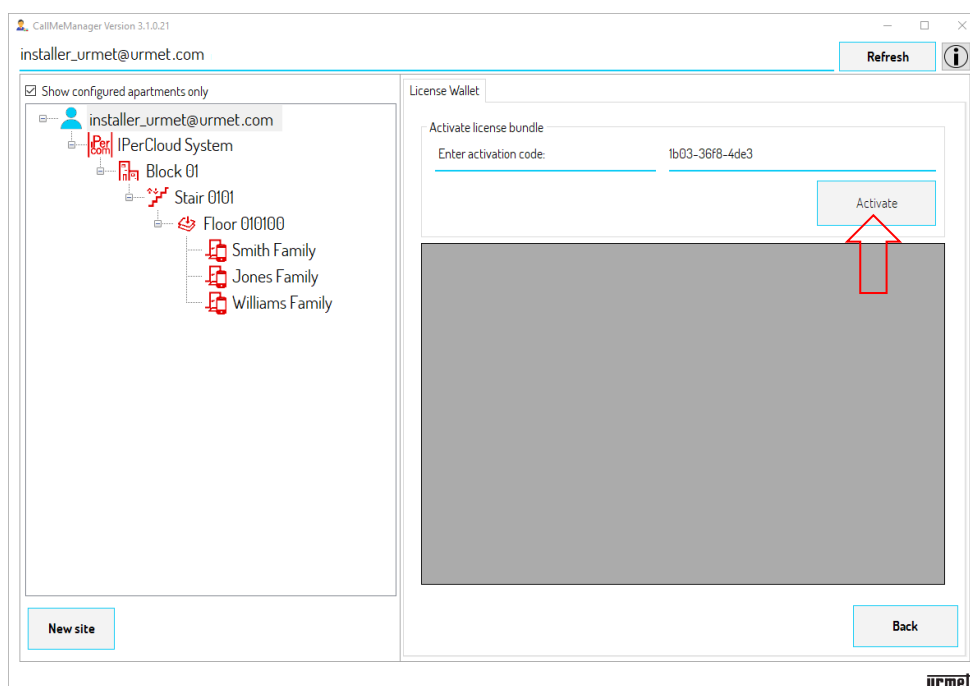 CallMeManager Version 3.1.0.21
installer_urmet@urmet.com
Refresh
Show configured apartments only
installer_urmet@urmet.com
IPerCloud System
Block 01
Stair 0101
Floor 010100
Smith Family
Jones Family
Williams Family
New site
License Wallet
Activate license bundle
Enter activation code: 1b03-36f8-4de3
Activate
Back
urmet